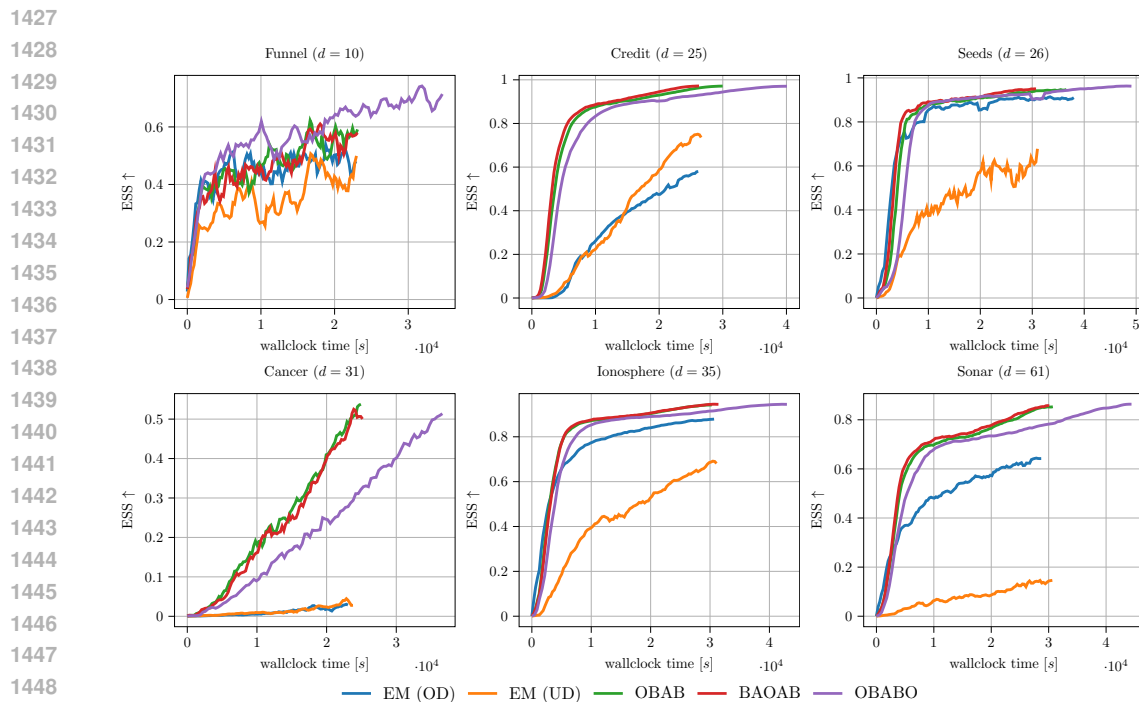 1427
1428
1429
1430
1431
1432
1433
1434
1435
1436
1437
1438
1439
1440
1441
1442
1443
1444
1445
1446
1447
1448
Funnel (d = 10)
ESS ↑
0.6
0.4
0.2
0
0 1 2 3
wallclock time [s] ·10⁴
Credit (d = 25)
ESS ↑
1
0.8
0.6
0.4
0.2
0
0 1 2 3 4
wallclock time [s] ·10⁴
Seeds (d = 26)
ESS ↑
1
0.8
0.6
0.4
0.2
0
0 1 2 3 4 5
wallclock time [s] ·10⁴
Cancer (d = 31)
ESS ↑
0.5
0.4
0.3
0.2
0.1
0
0 1 2 3
wallclock time [s] ·10⁴
Ionosphere (d = 35)
ESS ↑
0.8
0.6
0.4
0.2
0
0 1 2 3 4
wallclock time [s] ·10⁴
Sonar (d = 61)
ESS ↑
0.8
0.6
0.4
0.2
0
0 1 2 3 4
wallclock time [s] ·10⁴
EM (OD) EM (UD) OBAB BAOAB OBABO